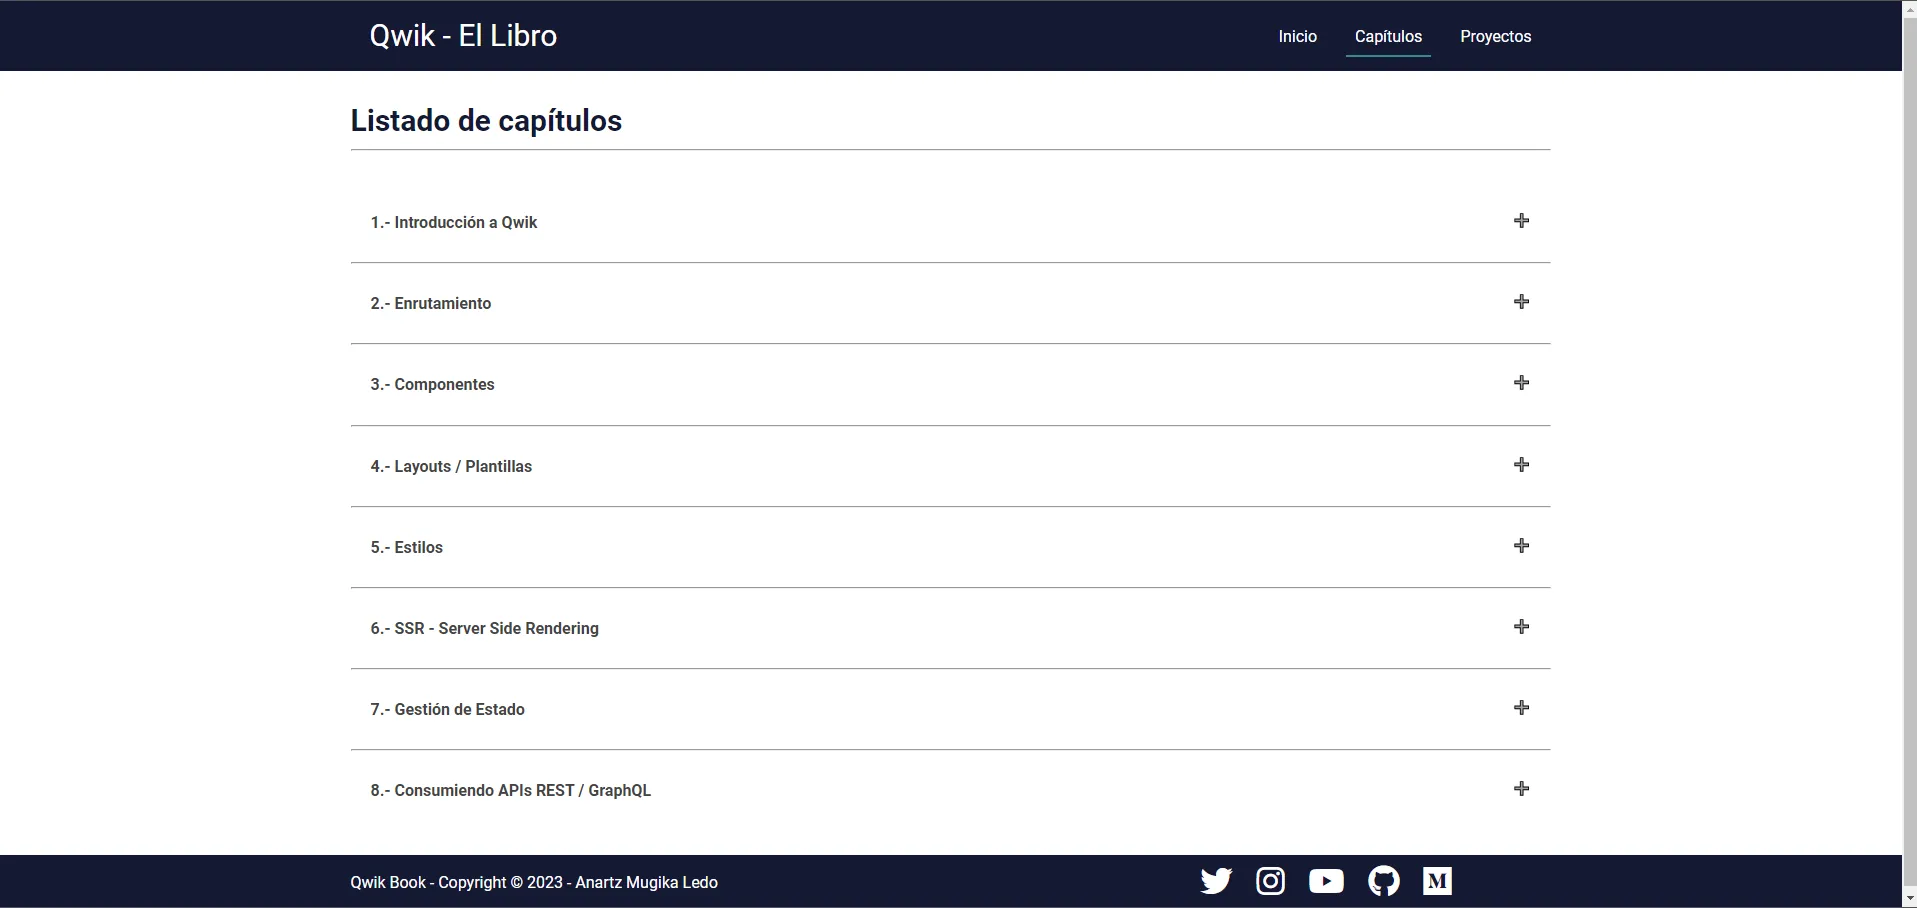 Qwik - El Libro
Inicio Capítulos Proyectos
Listado de capítulos
1.- Introducción a Qwik
2.- Enrutamiento
3.- Componentes
4.- Layouts / Plantillas
5.- Estilos
6.- SSR - Server Side Rendering
7.- Gestión de Estado
8.- Consumiendo APIs REST / GraphQL
Qwik Book - Copyright © 2023 - Anartz Mugika Ledo
M